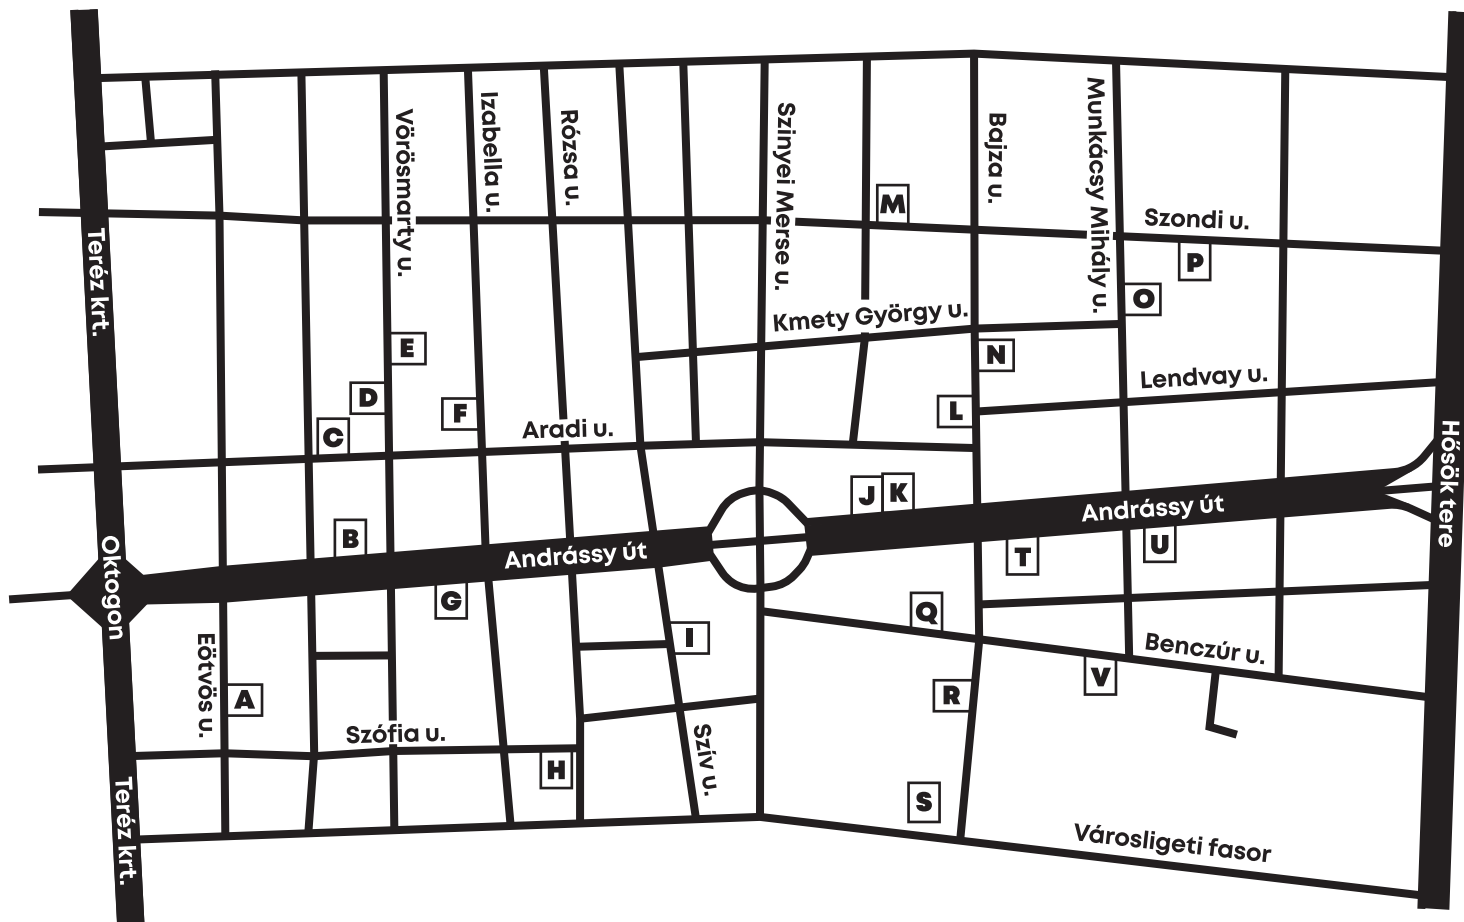 Vörösmarty u.
Izabella u.
Rózsa u.
Szinyei Merse u.
Bajza u.
Munkácsy Mihály u.
M
Szondi u.
P
Teréz krt.
O
Kmety György u.
E
N
Lendvay u.
D
F
L
C
Aradi u.
Hősök tere
J
K
Andrássy út
B
Andrássy út
T
U
Oktogon
G
Q
I
Eötvös u.
Benczúr u.
A
R
V
Szófia u.
Szív u.
H
S
Teréz krt.
Városligeti fasor